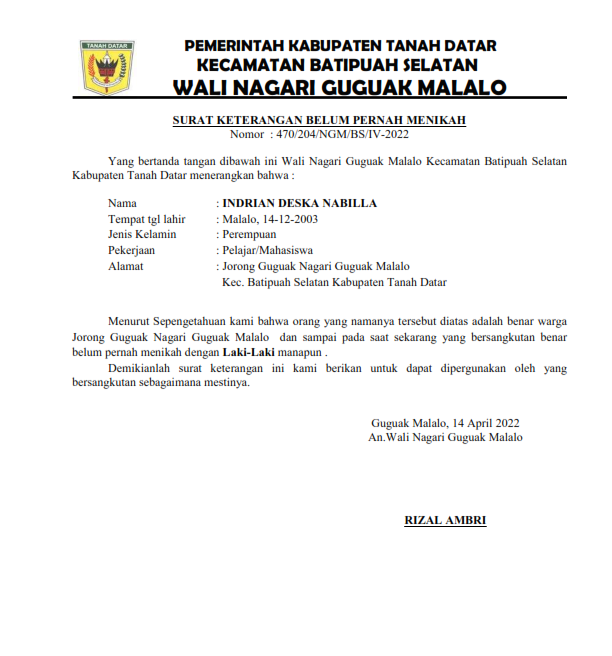 TANAH DATAR
PEMERINTAH KABUPATEN TANAH DATAR
KECAMATAN BATIPUAH SELATAN
WALI NAGARI GUGUAK MALALO
SURAT KETERANGAN BELUM PERNAH MENIKAH
Nomor : 470/204/NGM/BS/IV-2022
Yang bertanda tangan dibawah ini Wali Nagari Guguak Malalo Kecamatan Batipuah Selatan
Kabupaten Tanah Datar menerangkan bahwa :
Nama : INDRIAN DESKA NABILLA
Tempat tgl lahir : Malalo, 14-12-2003
Jenis Kelamin : Perempuan
Pekerjaan : Pelajar/Mahasiswa
Alamat : Jorong Guguak Nagari Guguak Malalo
Kec. Batipuah Selatan Kabupaten Tanah Datar
Menurut Sepengetahuan kami bahwa orang yang namanya tersebut diatas adalah benar warga
Jorong Guguak Nagari Guguak Malalo dan sampai pada saat sekarang yang bersangkutan benar
belum pernah menikah dengan Laki-Laki manapun .
Demikianlah surat keterangan ini kami berikan untuk dapat dipergunakan oleh yang
bersangkutan sebagaimana mestinya.
Guguak Malalo, 14 April 2022
An.Wali Nagari Guguak Malalo
RIZAL AMBRI